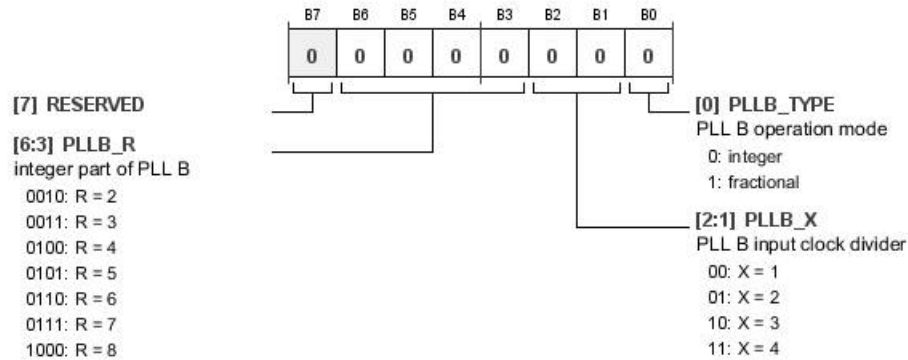 B7 B6 B5 B4 B3 B2 B1 B0
0 0 0 0 0 0 0 0
[7] RESERVED
[6:3] PLLB_R
integer part of PLL B
0010: R = 2
0011: R = 3
0100: R = 4
0101: R = 5
0110: R = 6
0111: R = 7
1000: R = 8
[0] PLLB_TYPE
PLL B operation mode
0: integer
1: fractional
[2:1] PLLB_X
PLL B input clock divider
00: X = 1
01: X = 2
10: X = 3
11: X = 4